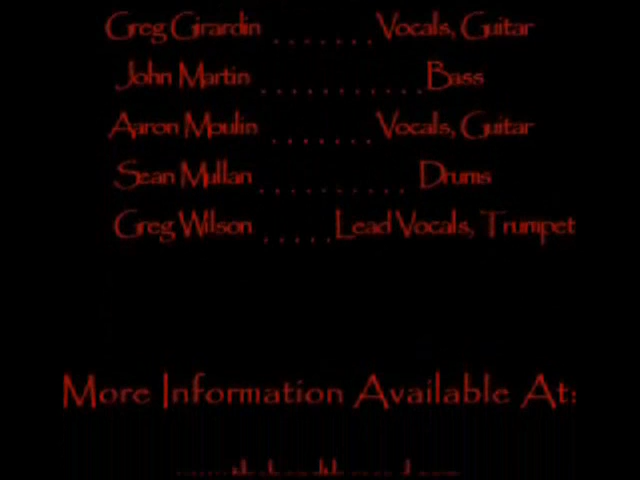 Greg Girardin . . . . . . . Vocals, Guitar
John Martin . . . . . . . . . . . . Bass
Aaron Moulin . . . . . . . Vocals, Guitar
Sean Mullan . . . . . . . . . . Drums
Greg Wilson . . . . . Lead Vocals, Trumpet
More Information Available At: